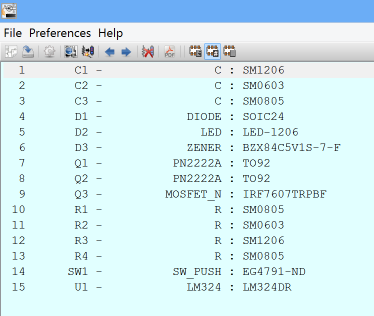 File Preferences Help
1 C1 - C : SM1206
2 C2 - C : SM0603
3 C3 - C : SM0805
4 D1 - DIODE : SOIC24
5 D2 - LED : LED-1206
6 D3 - ZENER : BZX84C5V1S-7-F
7 Q1 - PN2222A : TO92
8 Q2 - PN2222A : TO92
9 Q3 - MOSFET_N : IRF7607TRPBF
10 R1 - R : SM0805
11 R2 - R : SM0603
12 R3 - R : SM1206
13 R4 - R : SM0805
14 SW1 - SW_PUSH : EG4791-ND
15 U1 - LM324 : LM324DR